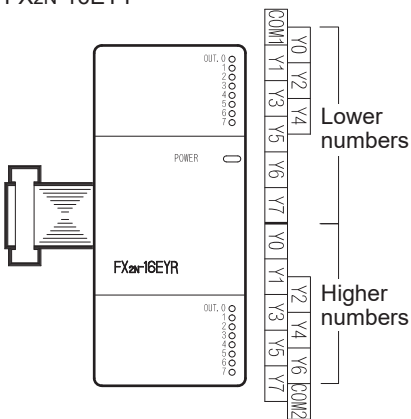 FX2N-16EYT
OUT. 0
1
2
3
4
5
6
7
POWER
FX2N-16EYR
OUT. 0
1
2
3
4
5
6
7
COM1 Y1 Y3 Y5 Y6 Y7 Y0 Y1 Y3 Y5 Y7
Y0 Y2 Y4
Y2 Y4 Y6 COM2
Lower
numbers
Higher
numbers